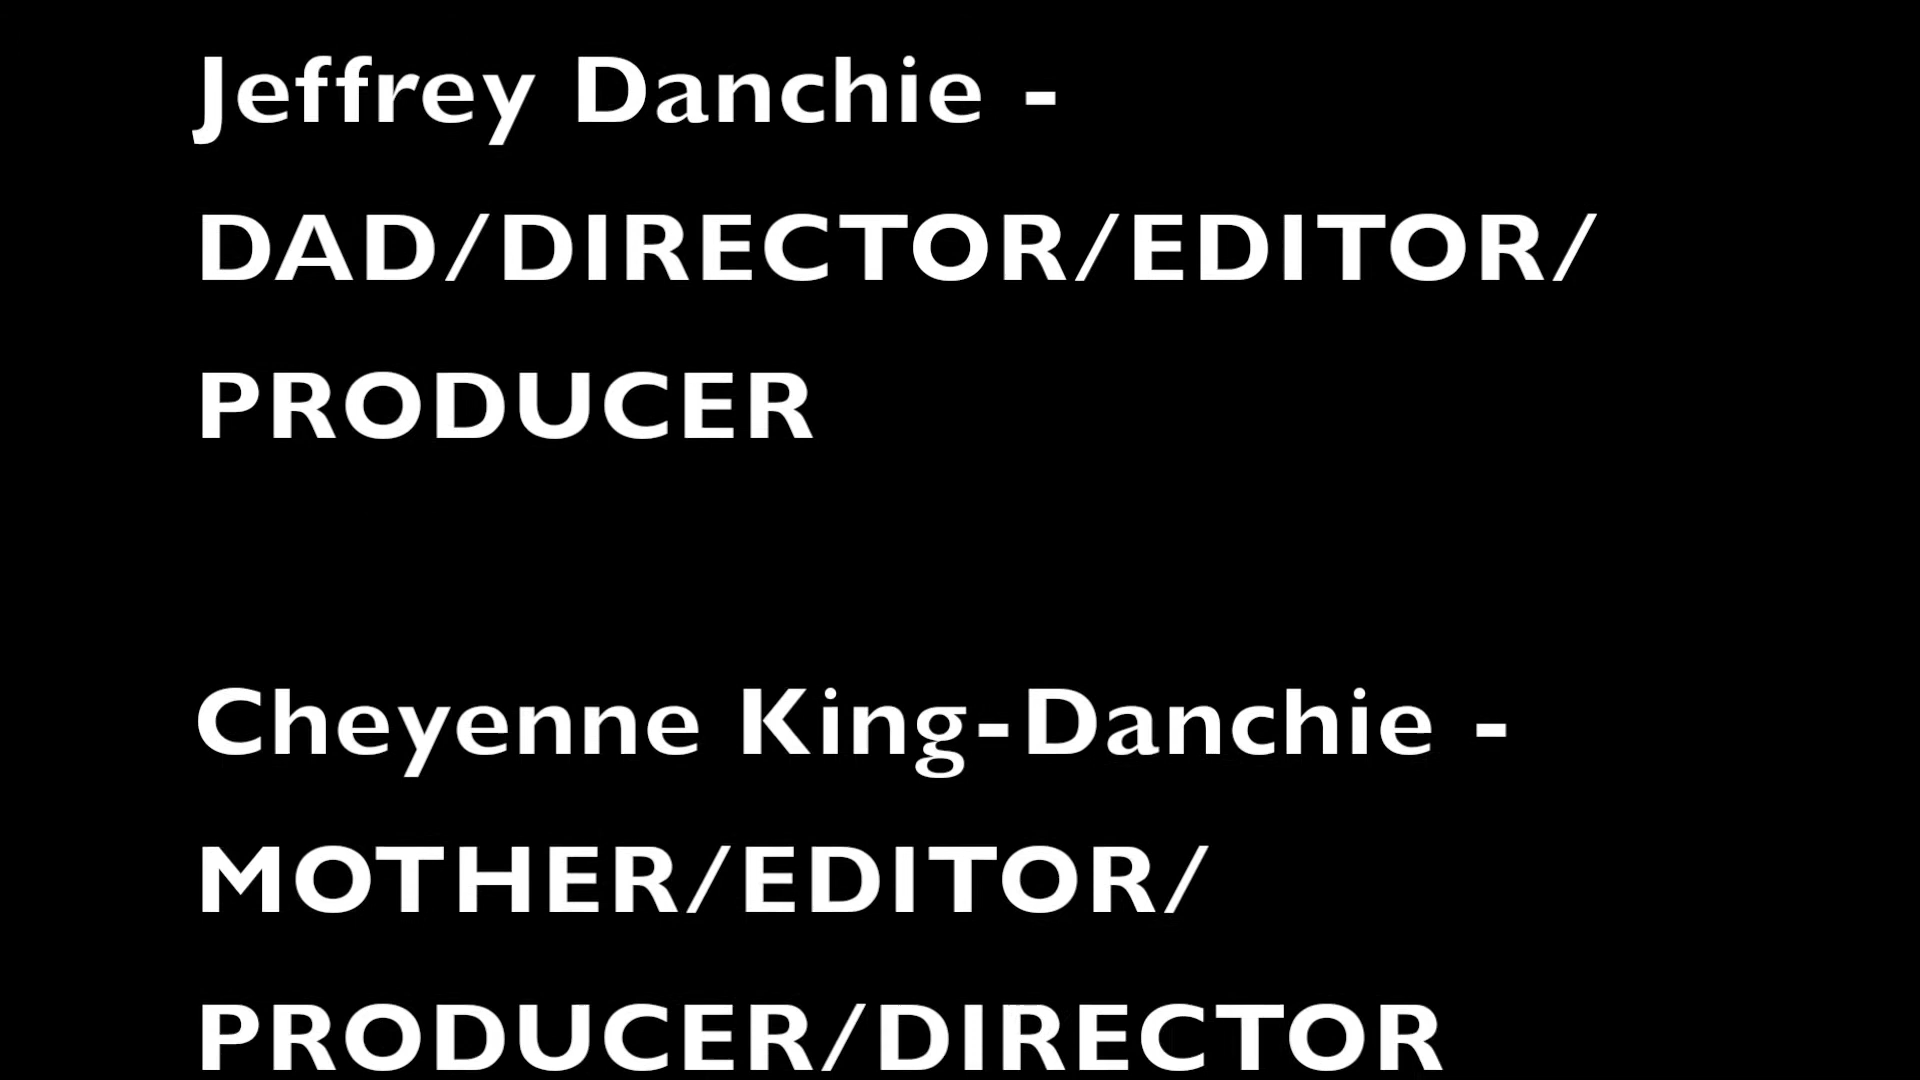 Jeffrey Danchie -
DAD/DIRECTOR/EDITOR/
PRODUCER
Cheyenne King-Danchie -
MOTHER/EDITOR/
PRODUCER/DIRECTOR